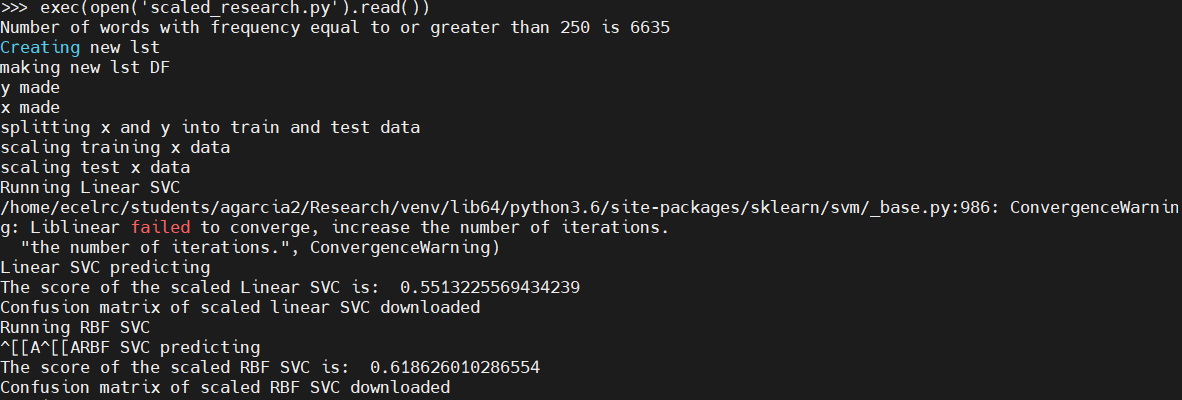 >>> exec(open('scaled_research.py').read())
Number of words with frequency equal to or greater than 250 is 6635
Creating new lst
making new lst DF
y made
x made
splitting x and y into train and test data
scaling training x data
scaling test x data
Running Linear SVC
/home/ecelrc/students/agarcia2/Research/venv/lib64/python3.6/site-packages/sklearn/svm/_base.py:986: ConvergenceWarnin
g: Liblinear failed to converge, increase the number of iterations.
  "the number of iterations.", ConvergenceWarning)
Linear SVC predicting
The score of the scaled Linear SVC is:  0.5513225569434239
Confusion matrix of scaled linear SVC downloaded
Running RBF SVC
^[[A^[[ARBF SVC predicting
The score of the scaled RBF SVC is:  0.618626010286554
Confusion matrix of scaled RBF SVC downloaded